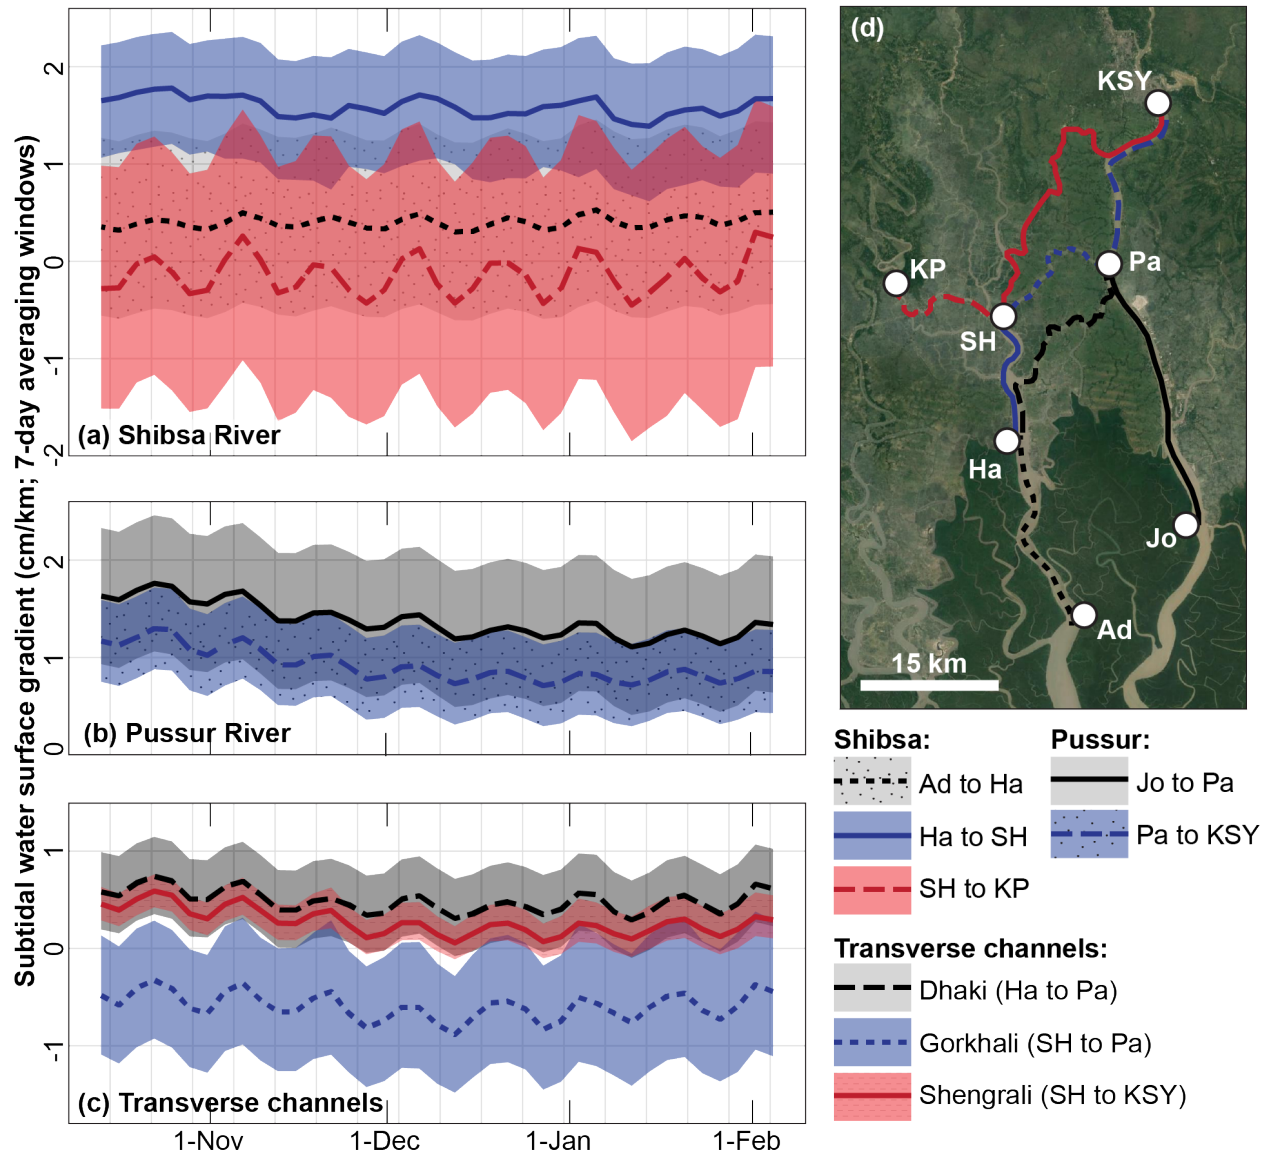 Subtidal water surface gradient (cm/km; 7-day averaging windows)
2
1
0
-1
-2
(a) Shibsa River
2
1
0
(b) Pussur River
1
0
-1
(c) Transverse channels
1-Nov
1-Dec
1-Jan
1-Feb
(d)
KSY
KP
Pa
SH
Ha
Jo
Ad
15 km
Shibsa:
Ad to Ha
Ha to SH
SH to KP
Pussur:
Jo to Pa
Pa to KSY
Transverse channels:
Dhaki (Ha to Pa)
Gorkhali (SH to Pa)
Shengrali (SH to KSY)